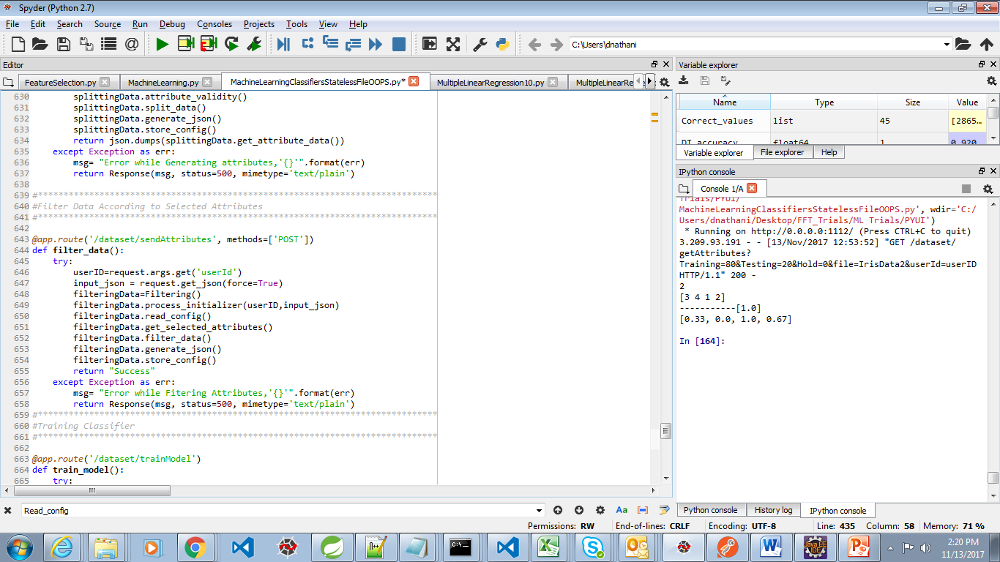 Spyder (Python 2.7)
File Edit Search Source Run Debug Consoles Projects Tools View Help
C:\Users\dnathani
Editor
FeatureSelection.py
MachineLearning.py
MachineLearningClassifiersStatelessFileOOPS.py*
MultipleLinearRegression10.py
MultipleLinearRe
630 splittingData.attribute_validity()
631 splittingData.split_data()
632 splittingData.generate_json()
633 splittingData.store_config()
634 return json.dumps(splittingData.get_attribute_data())
635 except Exception as err:
636 msg= "Error while Generating attributes,'{}'".format(err)
637 return Response(msg, status=500, mimetype='text/plain')
638
639 #******************************************************************************
640 #Filter Data According to Selected Attributes
641 #******************************************************************************
642
643 @app.route('/dataset/sendAttributes', methods=['POST'])
644 def filter_data():
645 try:
646 userID=request.args.get('userId')
647 input_json = request.get_json(force=True)
648 filteringData=Filtering()
649 filteringData.process_initializer(userID,input_json)
650 filteringData.read_config()
651 filteringData.get_selected_attributes()
652 filteringData.filter_data()
653 filteringData.generate_json()
654 filteringData.store_config()
655 return "Success"
656 except Exception as err:
657 msg= "Error while Fitering Attributes,'{}'".format(err)
658 return Response(msg, status=500, mimetype='text/plain')
659 #******************************************************************************
660 #Training Classifier
661 #******************************************************************************
662
663 @app.route('/dataset/trainModel')
664 def train_model():
665 try:
Read_config
Aa
Variable explorer
Name Type Size Value
Correct_values list 45 [2865...
DT_accuracy float64 1 0.920
Variable explorer File explorer Help
IPython console
Console 1/A
Trials/PYUI/
MachineLearningClassifiersStatelessFileOOPS.py', wdir='C:/
Users/dnathani/Desktop/FFT_Trials/ML Trials/PYUI')
* Running on http://0.0.0.0:1112/ (Press CTRL+C to quit)
3.209.93.191 - - [13/Nov/2017 12:53:52] "GET /dataset/
getAttributes?
Training=80&Testing=20&Hold=0&file=IrisData2&userId=userID
HTTP/1.1" 200 -
2
[3 4 1 2]
-----------[1.0]
[0.33, 0.0, 1.0, 0.67]
In [164]:
Python console History log IPython console
Permissions: RW End-of-lines: CRLF Encoding: UTF-8 Line: 435 Column: 58 Memory: 71 %
2:20 PM
11/13/2017